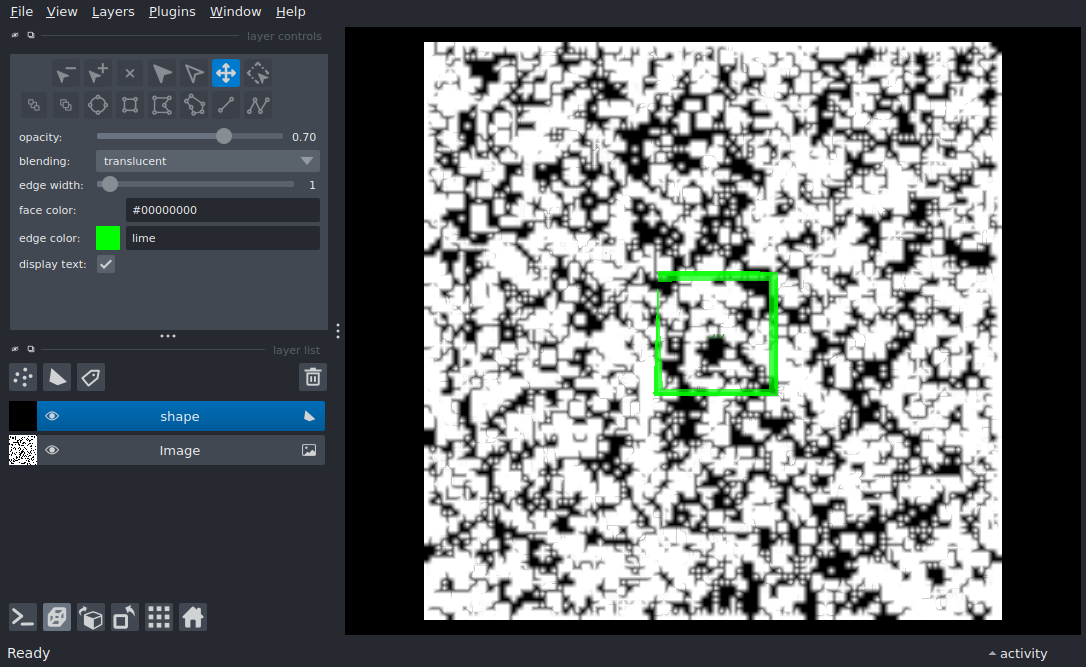 File View Layers Plugins Window Help
layer controls
opacity: 0.70
blending: translucent
edge width: 1
face color: #00000000
edge color: lime
display text:
layer list
shape
Image
Ready
activity